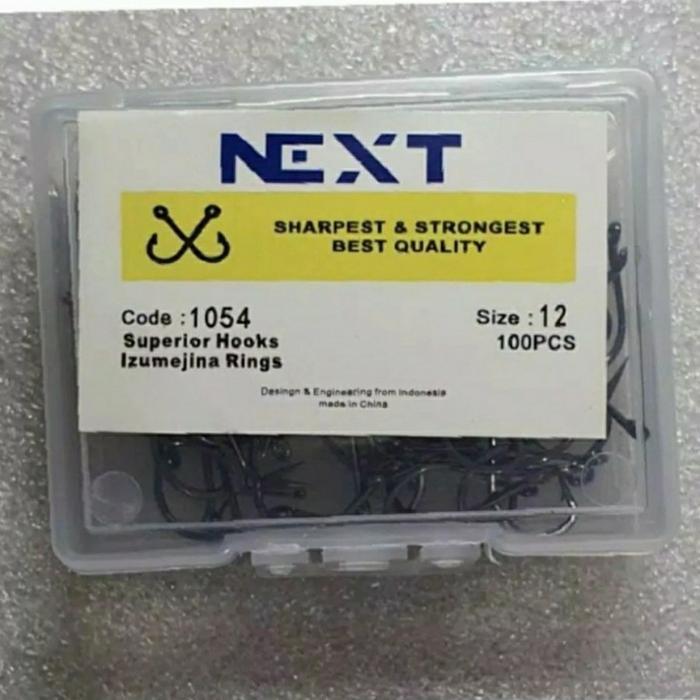 NEXT
SHARPEST & STRONGEST
BEST QUALITY
Code : 1054
Size : 12
Superior Hooks
100PCS
Izumejina Rings
Desingn & Engineering from Indonesia
made in China